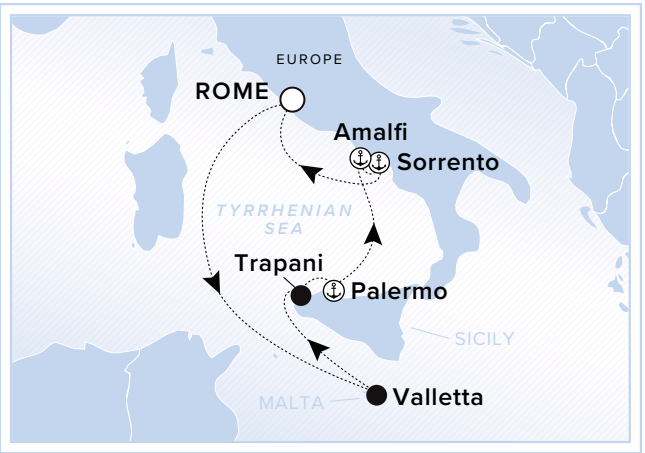 EUROPE
ROME
Amalfi
Sorrento
TYRRHENIAN
SEA
Trapani
Palermo
SICILY
MALTA
Valletta